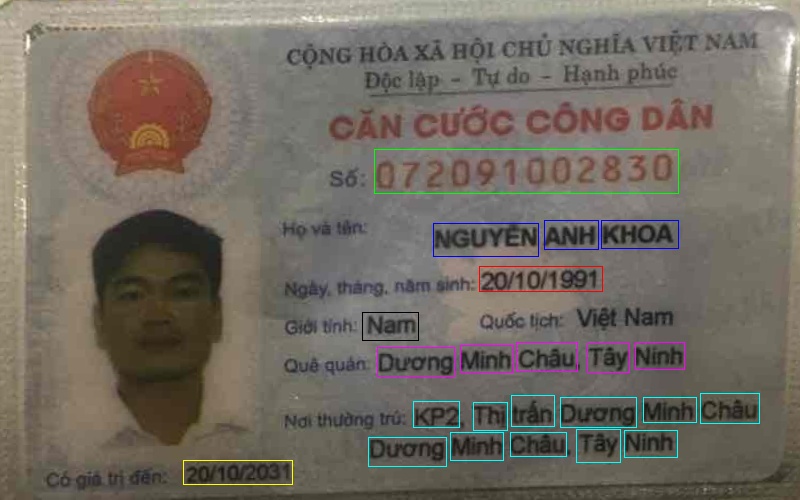 CỘNG HÒA XÃ HỘI CHỦ NGHĨA VIỆT NAM
Độc lập - Tự do - Hạnh phúc
CĂN CƯỚC CÔNG DÂN
Số: 072091002830
Họ và tên: NGUYỄN ANH KHOA
Ngày, tháng, năm sinh: 20/10/1991
Giới tính: Nam Quốc tịch: Việt Nam
Quê quán: Dương Minh Châu, Tây Ninh
Nơi thường trú: KP2, Thị trấn Dương Minh Châu
Dương Minh Châu, Tây Ninh
Có giá trị đến: 20/10/2031